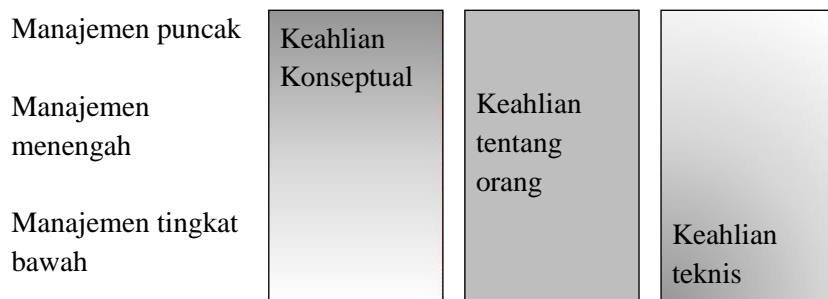 Manajemen puncak
Manajemen
menengah
Manajemen tingkat
bawah
Keahlian
Konseptual
Keahlian
tentang
orang
Keahlian
teknis